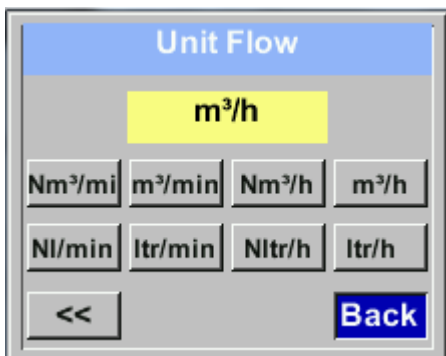 Unit Flow
m³/h
Nm³/mi m³/min Nm³/h m³/h
Nl/min ltr/min Nltr/h ltr/h
<< Back